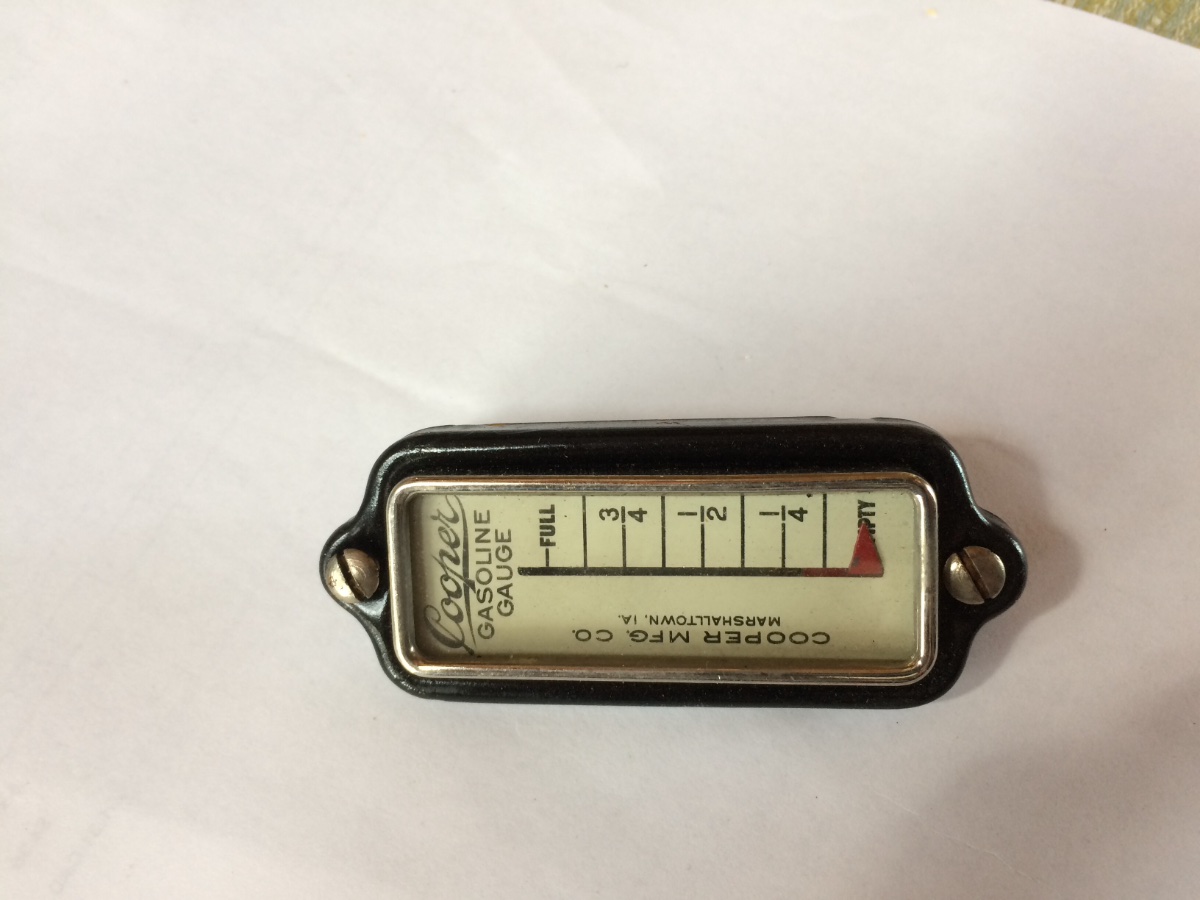 Cooper
GASOLINE
GAUGE
FULL
3/4
1/2
1/4
COOPER MFG. CO.
MARSHALLTOWN, IA.